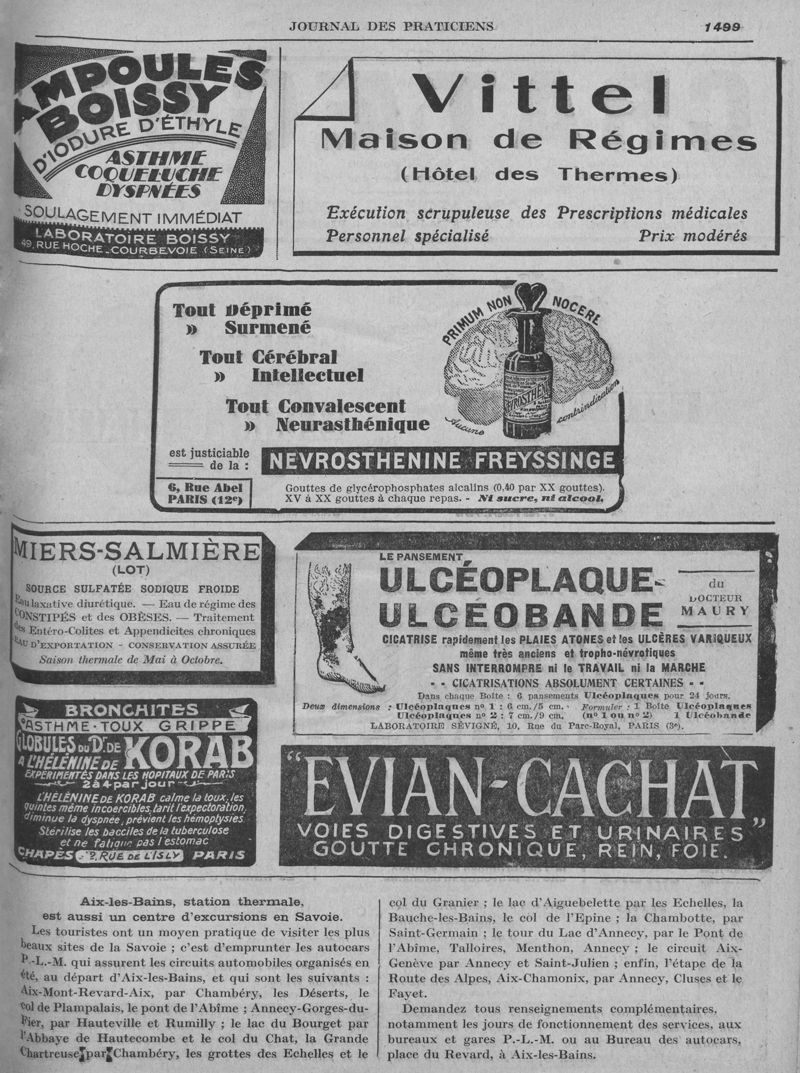 JOURNAL DES PRATICIENS
1499
AMPOULES
BOISSY
D'IODURE D'ÉTHYLE
ASTHME
COQUELUCHE
DYSPNÉES
SOULAGEMENT IMMÉDIAT
LABORATOIRE BOISSY
49, RUE HOCHE_COURBEVOIE (SEINE)
Vittel
Maison de Régimes
(Hôtel des Thermes)
Exécution scrupuleuse des Prescriptions médicales
Personnel spécialisé Prix modérés
Tout Déprimé
» Surmené
Tout Cérébral
» Intellectuel
Tout Convalescent
» Neurasthénique
PRIMUM NON NOCERE
NEVROSTHENINE
Aucune contrindication
est justiciable
de la :
NEVROSTHENINE FREYSSINGE
6, Rue Abel
PARIS (12e)
Gouttes de glycérophosphates alcalins (0,40 par XX gouttes).
XV à XX gouttes à chaque repas. - Ni sucre, ni alcool.
MIERS-SALMIÈRE
(LOT)
SOURCE SULFATÉE SODIQUE FROIDE
Eau laxative diurétique. — Eau de régime des
CONSTIPÉS et des OBÈSES. — Traitement
des Entéro-Colites et Appendicites chroniques
EAU D'EXPORTATION - CONSERVATION ASSURÉE
Saison thermale de Mai à Octobre.
LE PANSEMENT
ULCÉOPLAQUE-
ULCÉOBANDE
du
DOCTEUR
MAURY
CICATRISE rapidement les PLAIES ATONES et les ULCÈRES VARIQUEUX
même très anciens et tropho-névrotiques
SANS INTERROMPRE ni le TRAVAIL ni la MARCHE
- - CICATRISATIONS ABSOLUMENT CERTAINES - -
Dans chaque Boîte : 6 pansements Ulcéoplaques pour 24 jours.
Deux dimensions : Ulcéoplaques nº 1 : 6 cm./5 cm. - Formuler : 1 Boîte Ulcéoplaques
Ulcéoplaques nº 2 : 7 cm./9 cm. (nº 1 ou nº 2) 1 Ulcéobande
LABORATOIRE SÉVIGNÉ, 10, Rue du Parc-Royal, PARIS (3e).
BRONCHITES
ASTHME·TOUX GRIPPE
GLOBULES DU Dr. DE
A L'HÉLÉNINE DE KORAB
EXPÉRIMENTÉS DANS LES HOPITAUX DE PARIS
2 à 4 par jour
L'HÉLÉNINE DE KORAB calme la toux, les
quintes même incoercibles, tarit l'expectoration,
diminue la dyspnée, prévient les hémoptysies
Stérilise les bacilles de la tuberculose
et ne fatigue pas l'estomac
CHAPÈS RUE DE L'ISLY PARIS
"EVIAN-CACHAT"
VOIES DIGESTIVES ET URINAIRES
GOUTTE CHRONIQUE, REIN, FOIE.
Aix-les-Bains, station thermale,
est aussi un centre d'excursions en Savoie.
Les touristes ont un moyen pratique de visiter les plus
beaux sites de la Savoie ; c'est d'emprunter les autocars
P.-L.-M. qui assurent les circuits automobiles organisés en
été, au départ d'Aix-les-Bains, et qui sont les suivants :
Aix-Mont-Revard-Aix, par Chambéry, les Déserts, le
col de Plampalais, le pont de l'Abîme ; Annecy-Gorges-du-
Fier, par Hauteville et Rumilly ; le lac du Bourget par
l'Abbaye de Hautecombe et le col du Chat, la Grande
Chartreuse par Chambéry, les grottes des Echelles et le
col du Granier ; le lac d'Aiguebelette par les Echelles, la
Bauche-les-Bains, le col de l'Epine ; la Chambotte, par
Saint-Germain ; le tour du Lac d'Annecy, par le Pont de
l'Abîme, Talloires, Menthon, Annecy ; le circuit Aix-
Genève par Annecy et Saint-Julien ; enfin, l'étape de la
Route des Alpes, Aix-Chamonix, par Annecy, Cluses et le
Fayet.
Demandez tous renseignements complémentaires,
notamment les jours de fonctionnement des services, aux
bureaux et gares P.-L.-M. ou au Bureau des autocars,
place du Revard, à Aix-les-Bains.